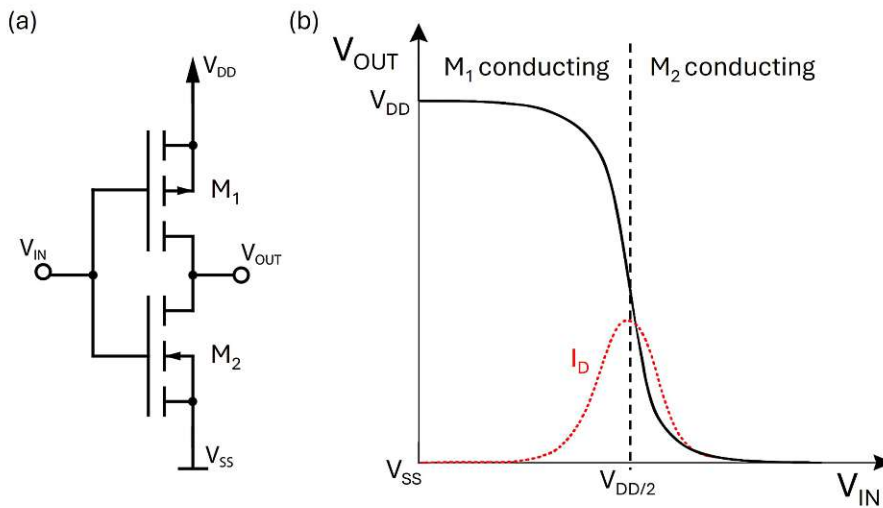 (a)
V_DD
M_1
V_IN
V_OUT
M_2
V_SS
(b)
V_OUT
M_1 conducting
M_2 conducting
V_DD
I_D
V_SS
V_DD/2
V_IN